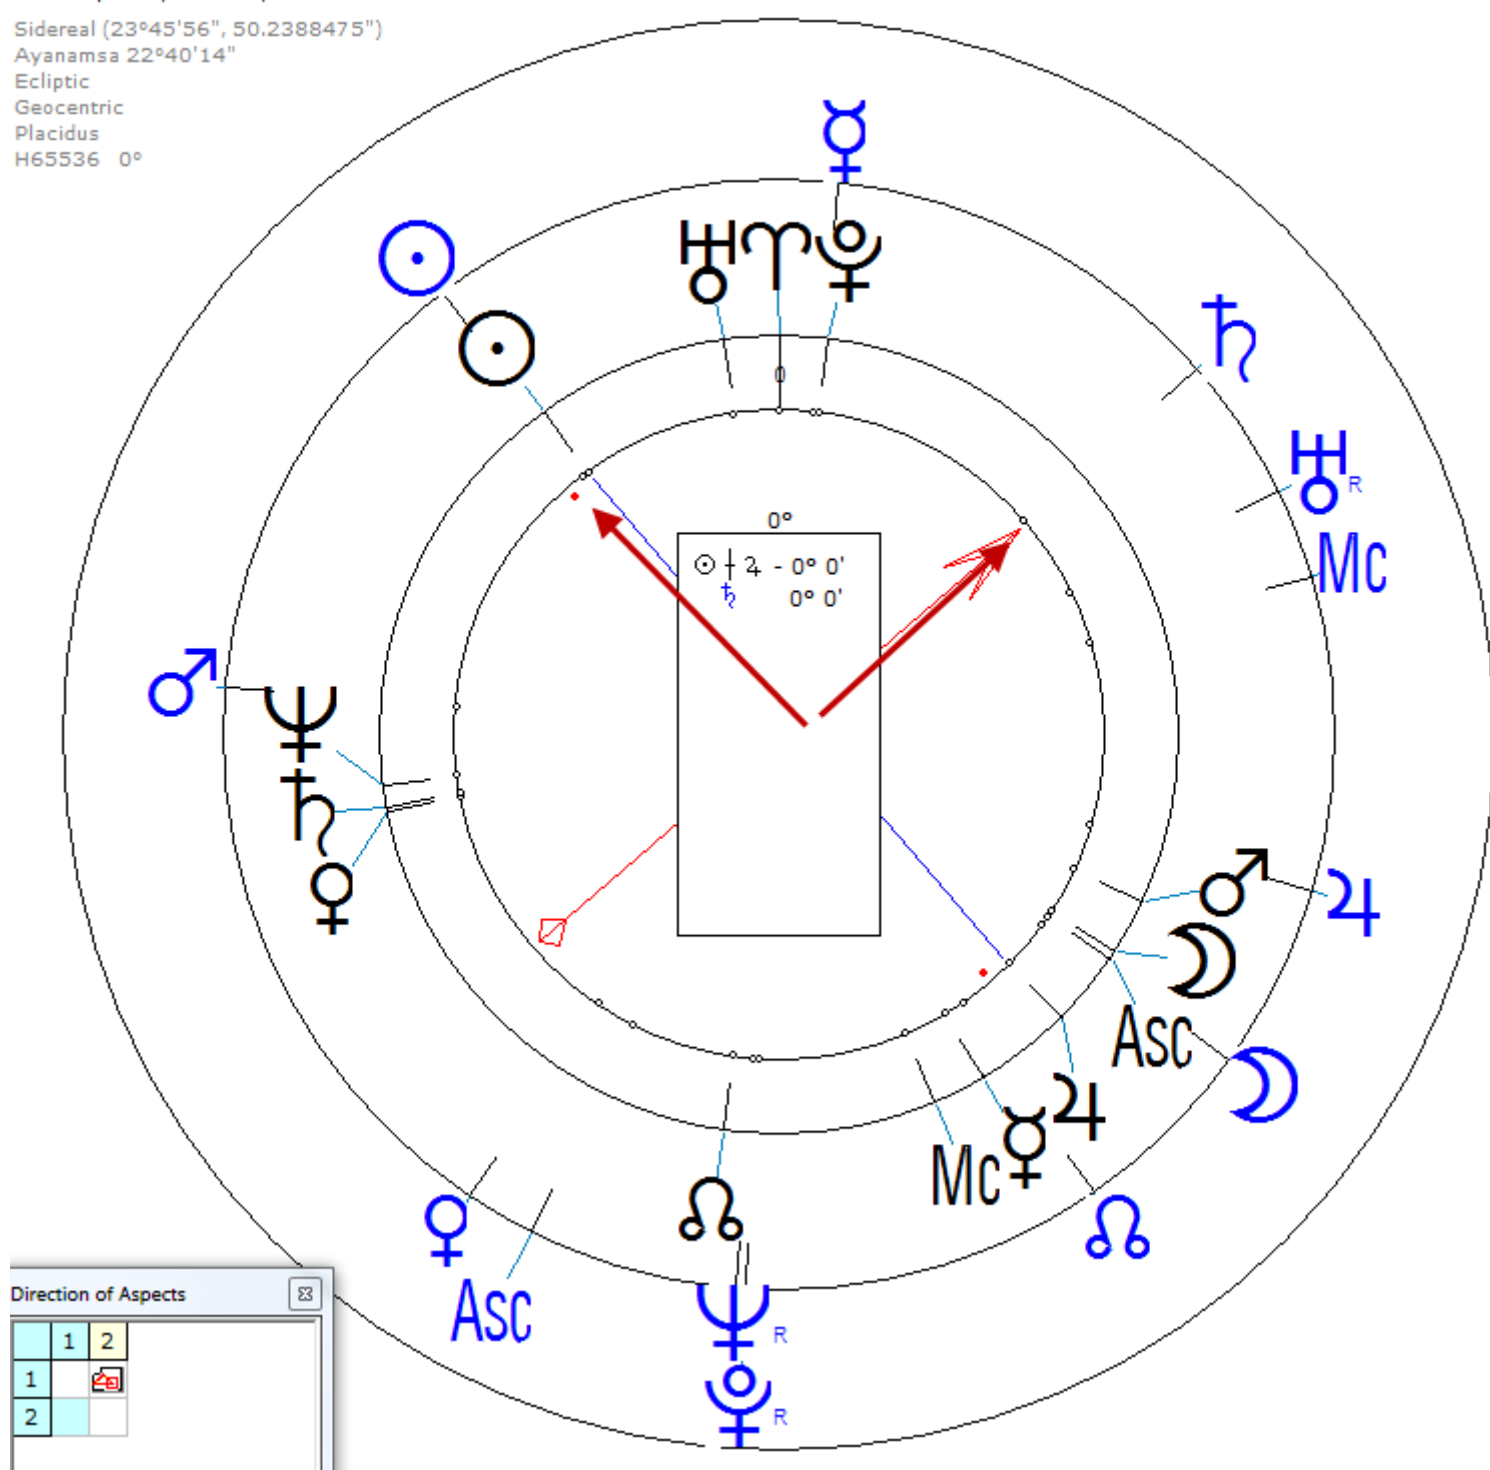 Sidereal (23°45'56", 50.2388475")
Ayanamsa 22°40'14"
Ecliptic
Geocentric
Placidus
H65536 0°
☿
☉
♅ ♈ ♇
☉
♄
0
♅ R
Mc
0°
☉ ♃ - 0° 0'
♄ 0° 0'
♂
♆
♄
♀
♂ ♃
☽
Asc
☽
♃
☿
Mc
☊
☊
♀
Asc
♆ R
♇ R
Direction of Aspects
1 2
1
2